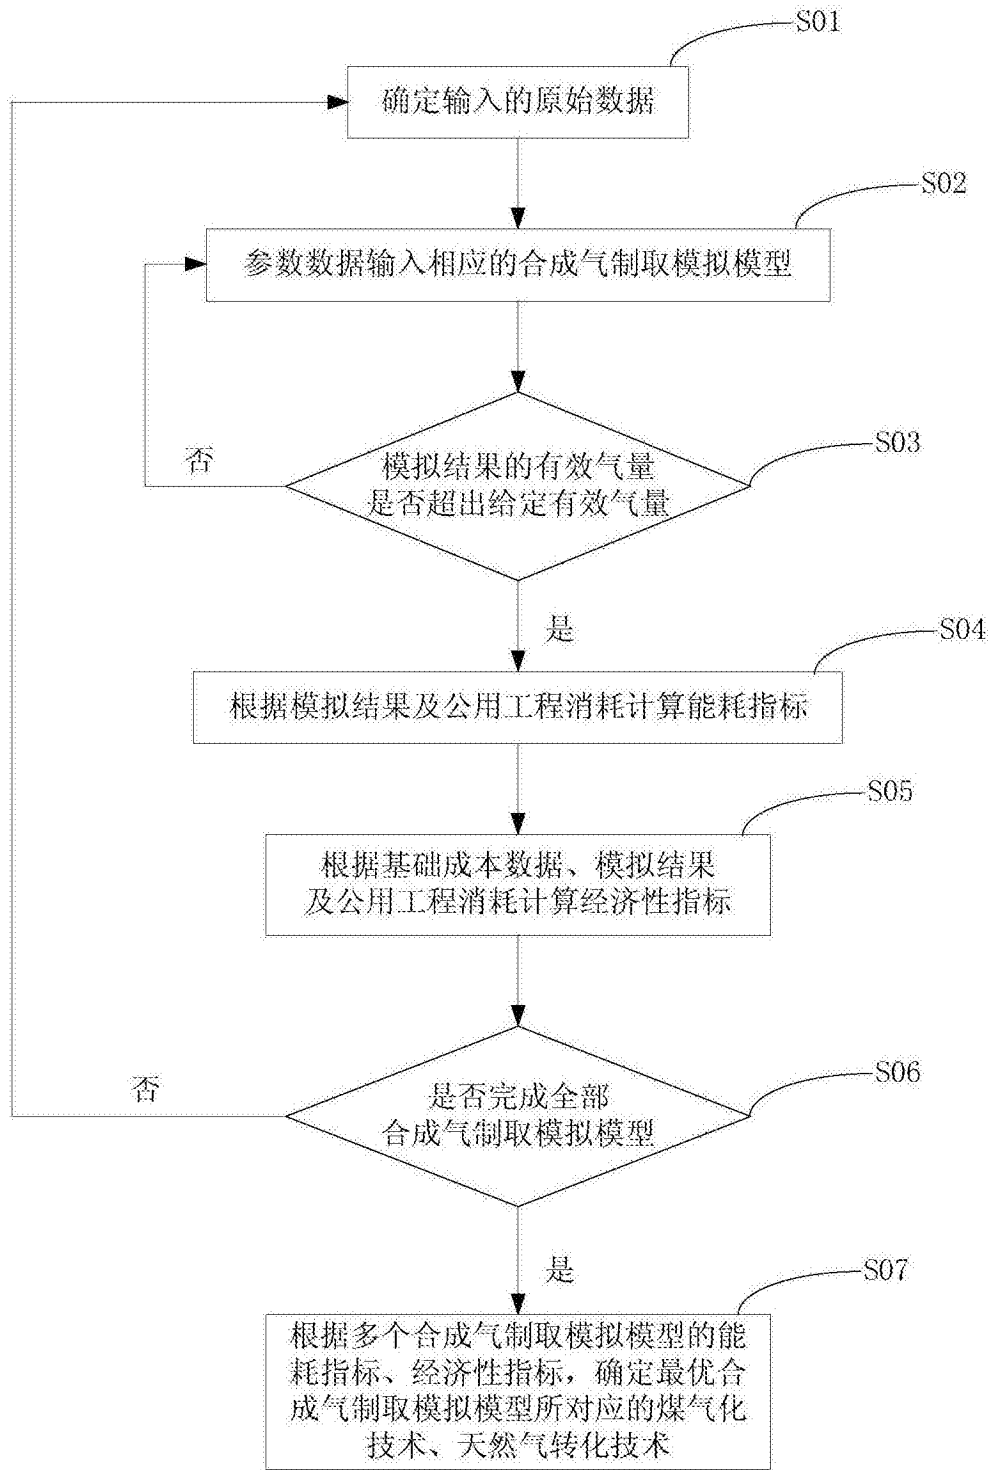 S01
确定输入的原始数据
S02
参数数据输入相应的合成气制取模拟模型
S03
模拟结果的有效气量
是否超出给定有效气量
否
是
S04
根据模拟结果及公用工程消耗计算能耗指标
S05
根据基础成本数据、模拟结果
及公用工程消耗计算经济性指标
S06
是否完成全部
合成气制取模拟模型
否
是
S07
根据多个合成气制取模拟模型的能
耗指标、经济性指标，确定最优合
成气制取模拟模型所对应的煤气化
技术、天然气转化技术